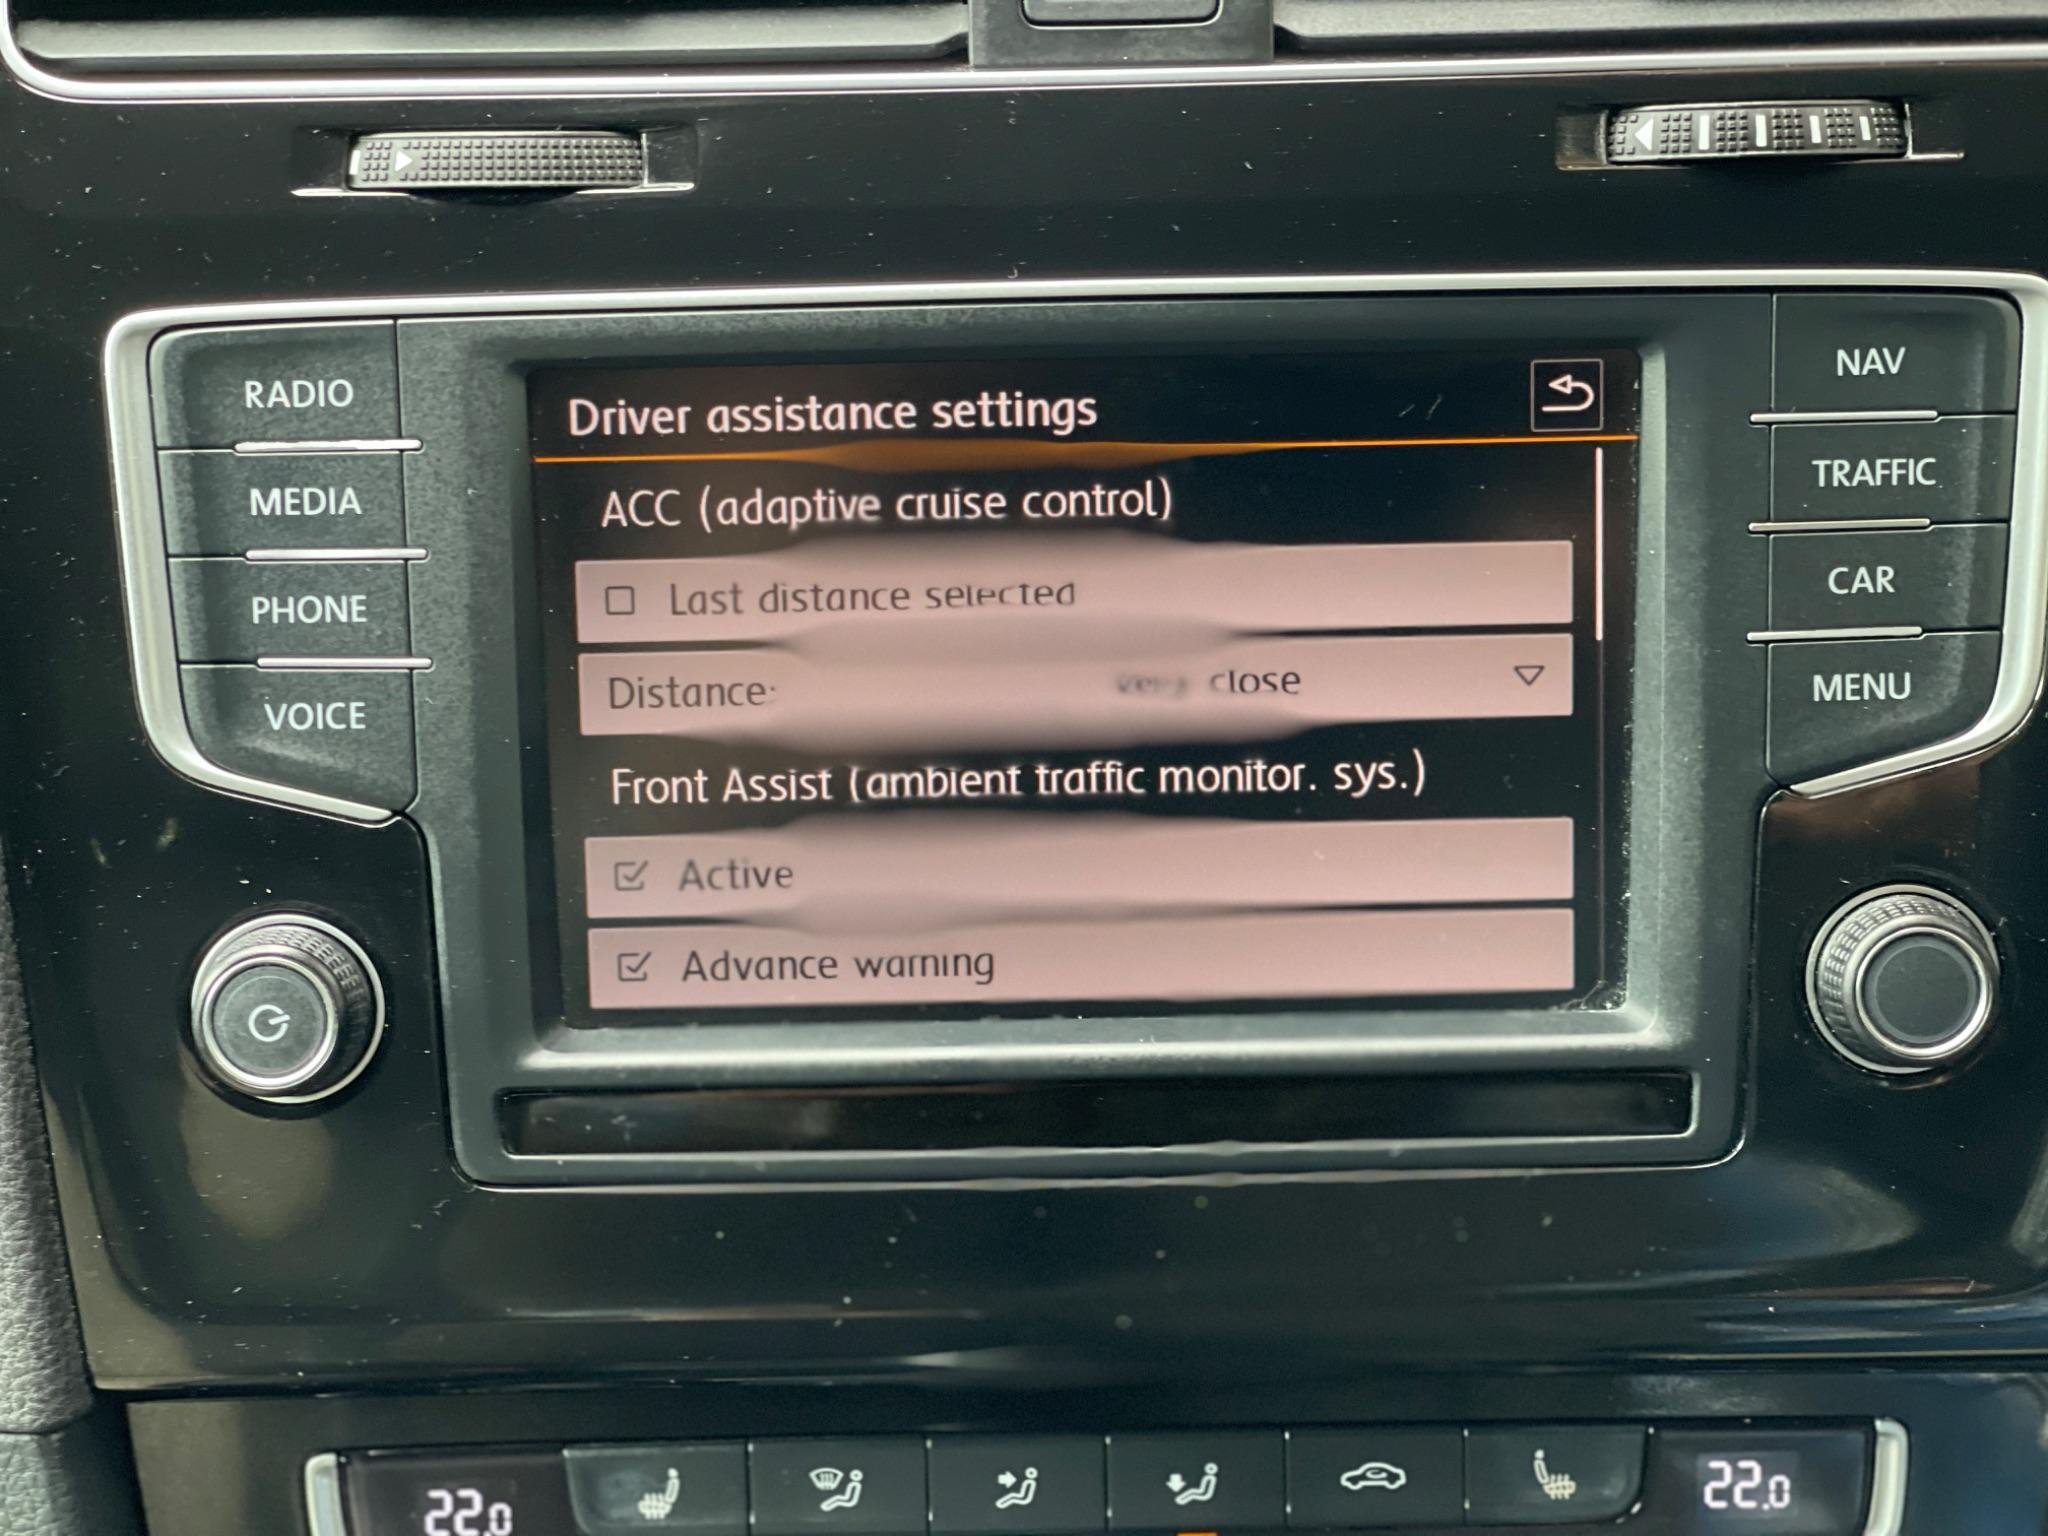 RADIO
MEDIA
PHONE
VOICE
Driver assistance settings
ACC (adaptive cruise control)
Last distance selected
Distance: close
Front Assist (ambient traffic monitor. sys.)
Active
Advance warning
NAV
TRAFFIC
CAR
MENU
22.0
22.0